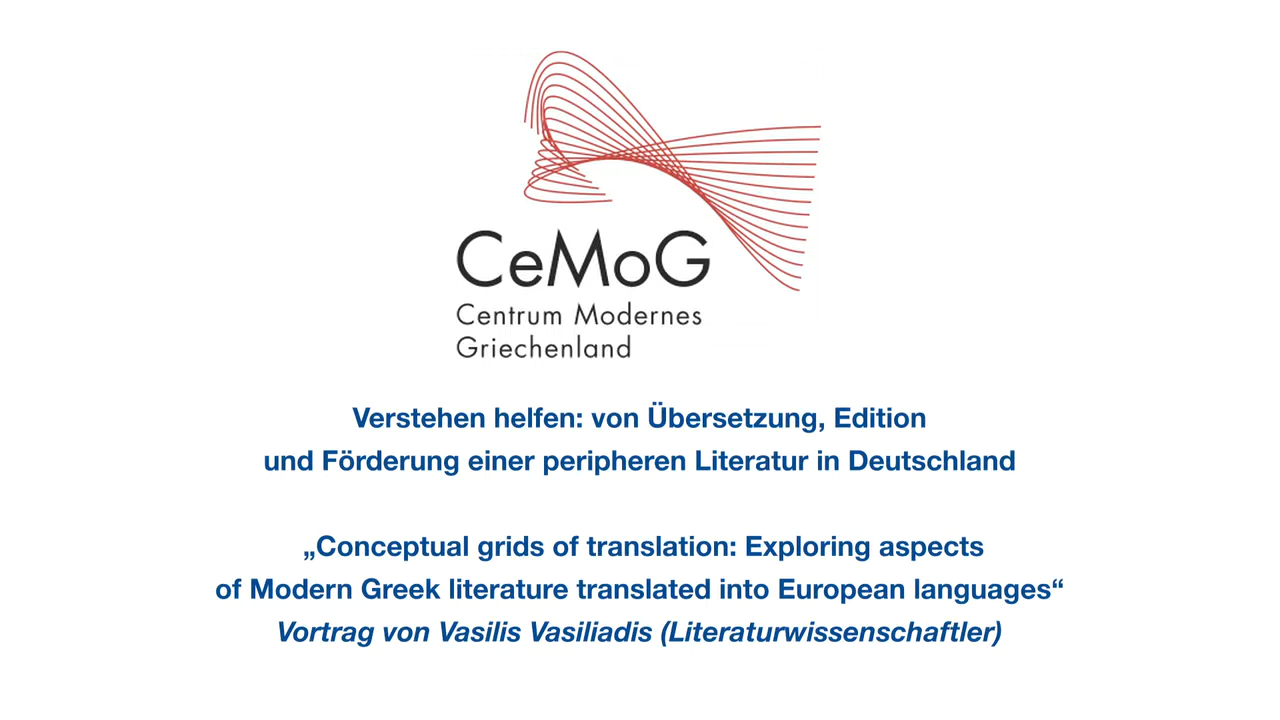 CeMoG
Centrum Modernes
Griechenland
Verstehen helfen: von Übersetzung, Edition
und Förderung einer peripheren Literatur in Deutschland
„Conceptual grids of translation: Exploring aspects
of Modern Greek literature translated into European languages“
Vortrag von Vasilis Vasiliadis (Literaturwissenschaftler)